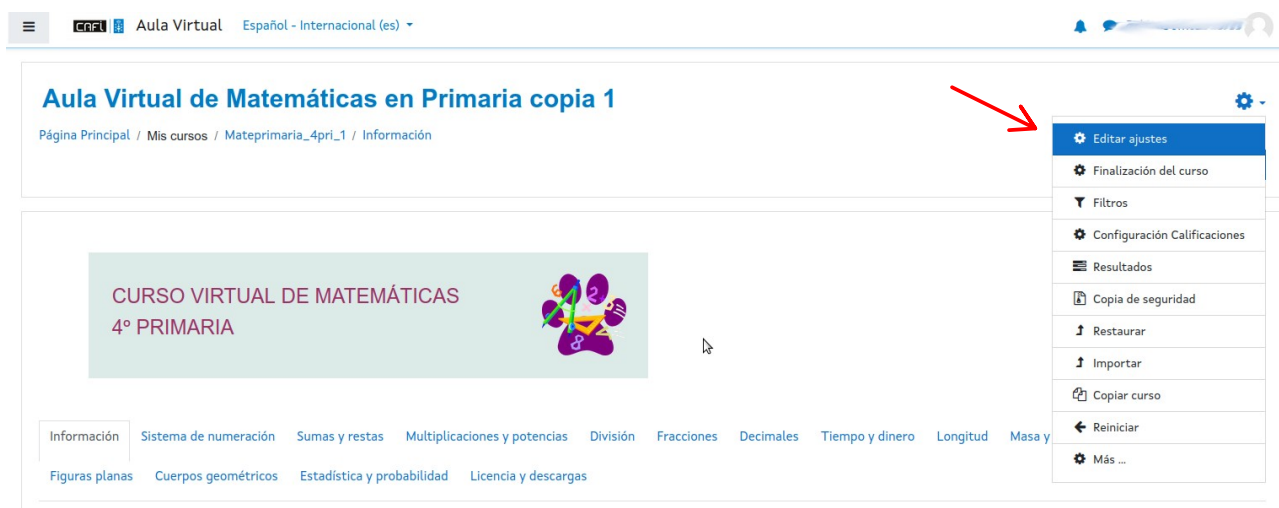 CAFI Aula Virtual Español - Internacional (es)
Aula Virtual de Matemáticas en Primaria copia 1
Página Principal / Mis cursos / Mateprimaria_4pri_1 / Información
Editar ajustes
Finalización del curso
Filtros
Configuración Calificaciones
Resultados
Copia de seguridad
Restaurar
Importar
Copiar curso
Reiniciar
Más ...
CURSO VIRTUAL DE MATEMÁTICAS
4º PRIMARIA
Información Sistema de numeración Sumas y restas Multiplicaciones y potencias División Fracciones Decimales Tiempo y dinero Longitud Masa y
Figuras planas Cuerpos geométricos Estadística y probabilidad Licencia y descargas